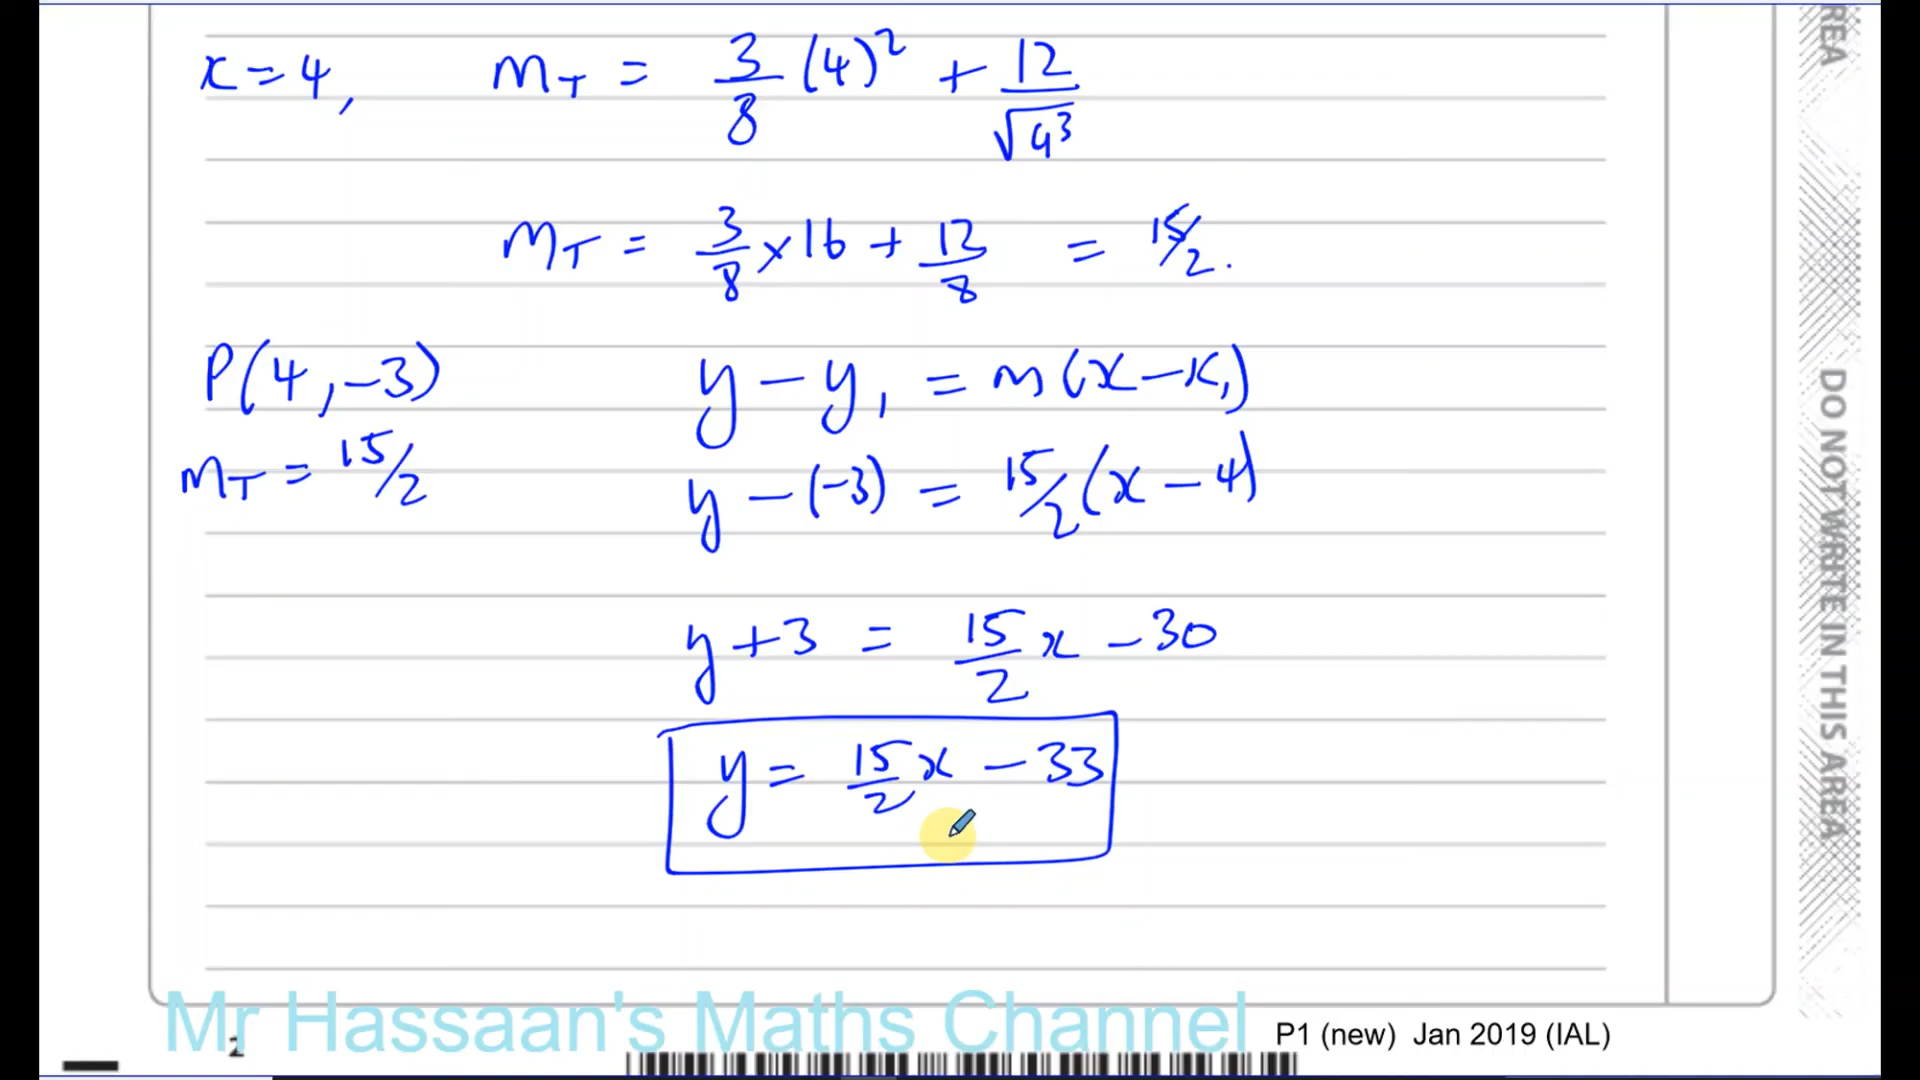 x = 4, m_T = 3/8 (4)² + 12/√4³
m_T = 3/8 × 16 + 12/8 = 15/2.
P(4, -3) y - y₁ = m(x - x₁)
m_T = 15/2 y - (-3) = 15/2 (x - 4)
y + 3 = 15/2 x - 30
y = 15/2 x - 33
Mr Hassaan's Maths Channel
2
P1 (new) Jan 2019 (IAL)
REA
DO NOT WRITE IN THIS AREA